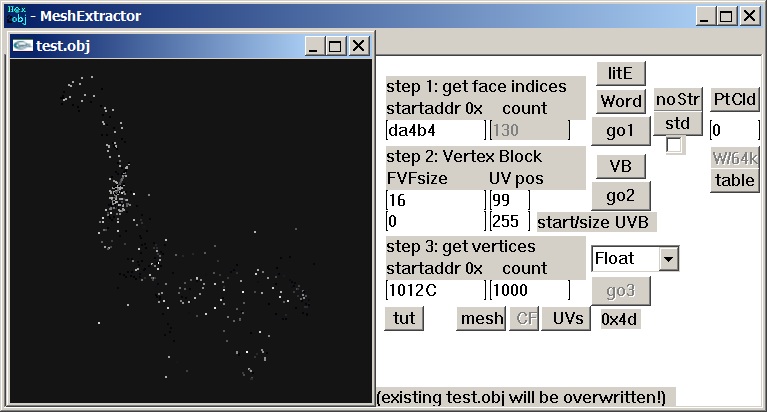 Hex obj - MeshExtractor
test.obj
litE
step 1: get face indices
Word
noStr
PtCld
startaddr 0x count
da4b4 130
go1
std
0
step 2: Vertex Block
VB
W/64k
FVFsize UV pos
table
16 99
go2
0 255 start/size UVB
step 3: get vertices
startaddr 0x count
Float
1012C 1000
go3
tut mesh CF UVs 0x4d
(existing test.obj will be overwritten!)